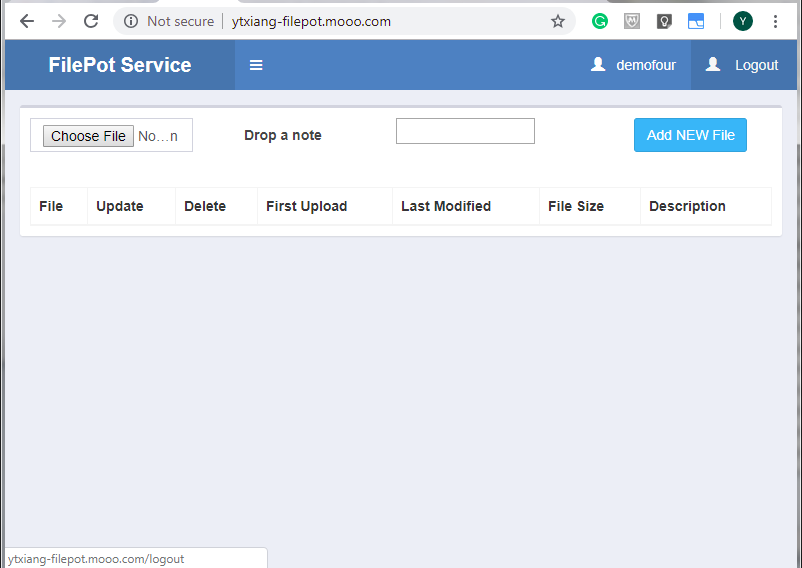 Not secure ytxiang-filepot.mooo.com Y
FilePot Service demofour Logout
Choose File No…n Drop a note Add NEW File
File Update Delete First Upload Last Modified File Size Description
ytxiang-filepot.mooo.com/logout